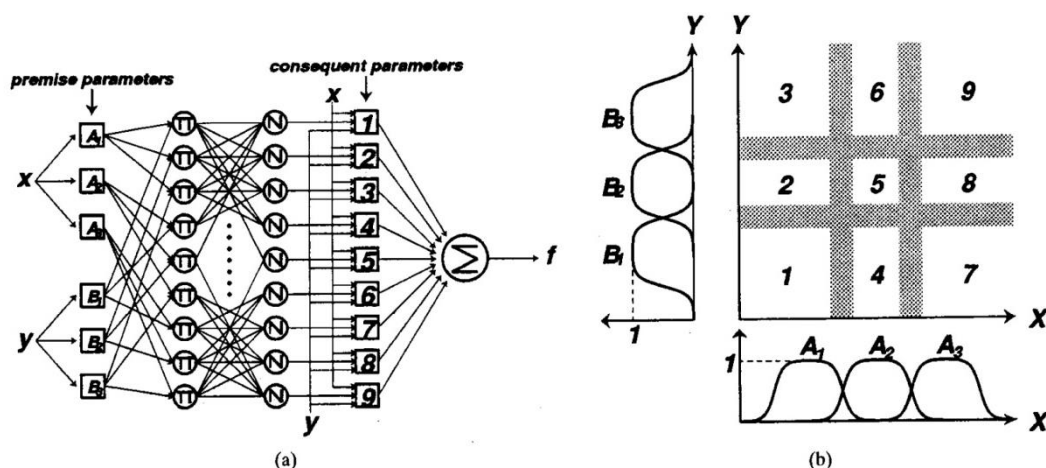 premise parameters
consequent parameters
x
x
y
y
A1
A2
A3
B1
B2
B3
Π
Π
Π
Π
Π
Π
Π
Π
Π
N
N
N
N
N
N
N
N
N
1
2
3
4
5
6
7
8
9
Σ
f
(a)
Y
Y
B3
B2
B1
1
3 6 9
2 5 8
1 4 7
X
1
A1 A2 A3
X
(b)